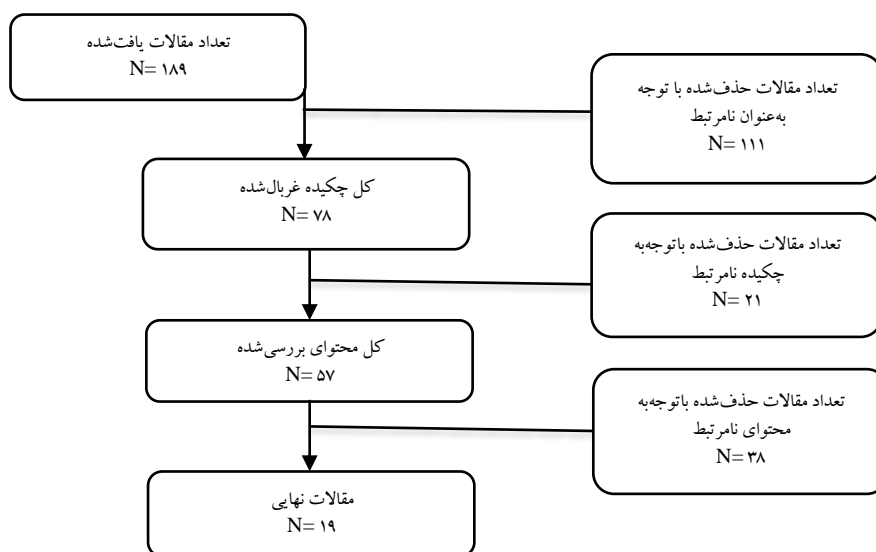 تعداد مقالات یافت‌شده
N= ۱۸۹
تعداد مقالات حذف‌شده با توجه
به‌عنوان نامرتبط
N= ۱۱۱
کل چکیده غربال‌شده
N= ۷۸
تعداد مقالات حذف‌شده باتوجه‌به
چکیده نامرتبط
N= ۲۱
کل محتوای بررسی‌شده
N= ۵۷
تعداد مقالات حذف‌شده باتوجه‌به
محتوای نامرتبط
N= ۳۸
مقالات نهایی
N= ۱۹